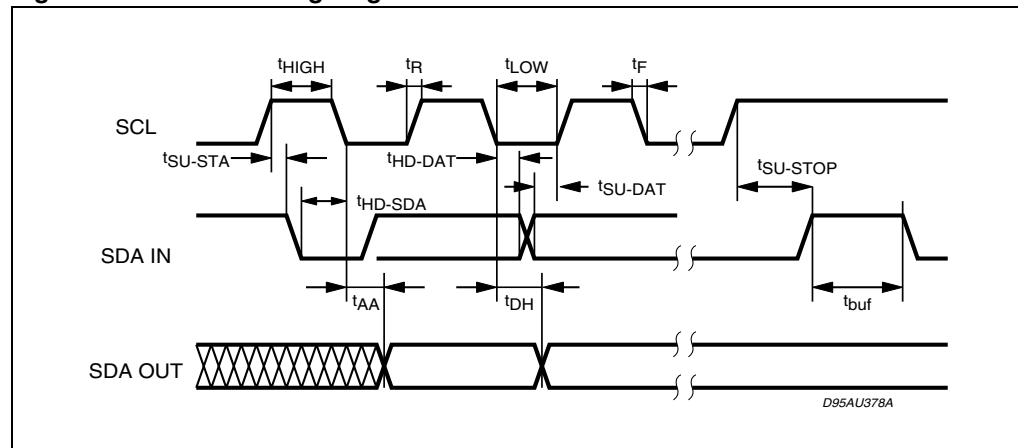 tHIGH tR tLOW tF
SCL
tSU-STA tHD-DAT tSU-STOP
tSU-DAT
tHD-SDA
SDA IN
tAA tDH tbuf
SDA OUT
D95AU378A